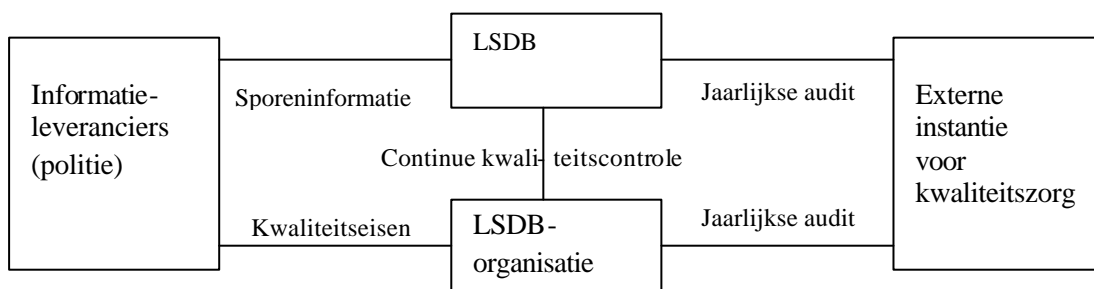 LSDB
Informatie-
leveranciers
(politie)
Sporeninformatie
Jaarlijkse audit
Externe
instantie
voor
kwaliteitszorg
Continue kwali- teitscontrole
Kwaliteitseisen
LSDB-
organisatie
Jaarlijkse audit